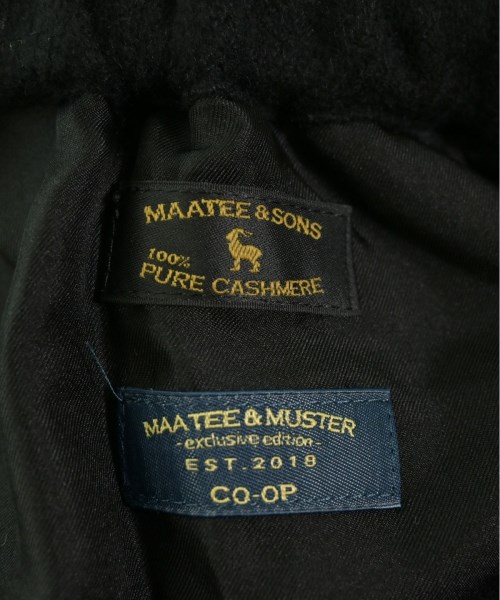 MAATEE & SONS
100%
PURE CASHMERE
MAATEE & MUSTER
-exclusive edition-
EST.2018
CO-OP